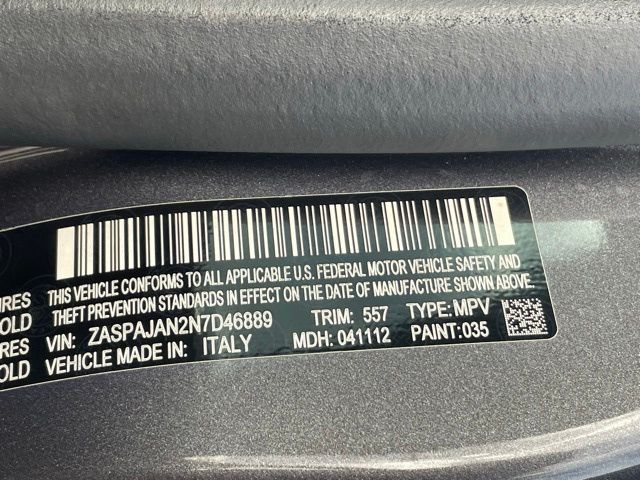 THIS VEHICLE CONFORMS TO ALL APPLICABLE U.S. FEDERAL MOTOR VEHICLE SAFETY AND
IRES THEFT PREVENTION STANDARDS IN EFFECT ON THE DATE OF MANUFACTURE SHOWN ABOVE.
OLD VIN: ZASPAJAN2N7D46889 TRIM: 557 TYPE: MPV
IRES VEHICLE MADE IN: ITALY MDH: 041112 PAINT: 035
OLD